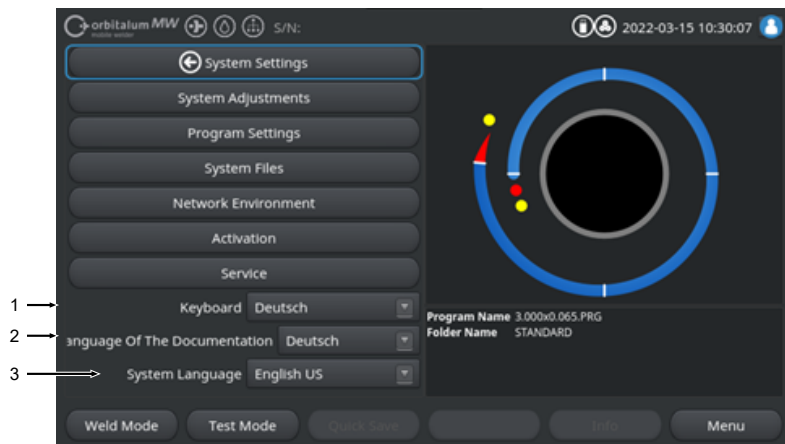 orbitalum MW
mobile welder
S/N:
2022-03-15 10:30:07
System Settings
System Adjustments
Program Settings
System Files
Network Environment
Activation
Service
1
Keyboard Deutsch
2
anguage Of The Documentation Deutsch
3
System Language English US
Program Name 3.000x0.065.PRG
Folder Name STANDARD
Weld Mode Test Mode Quick Save Info Menu